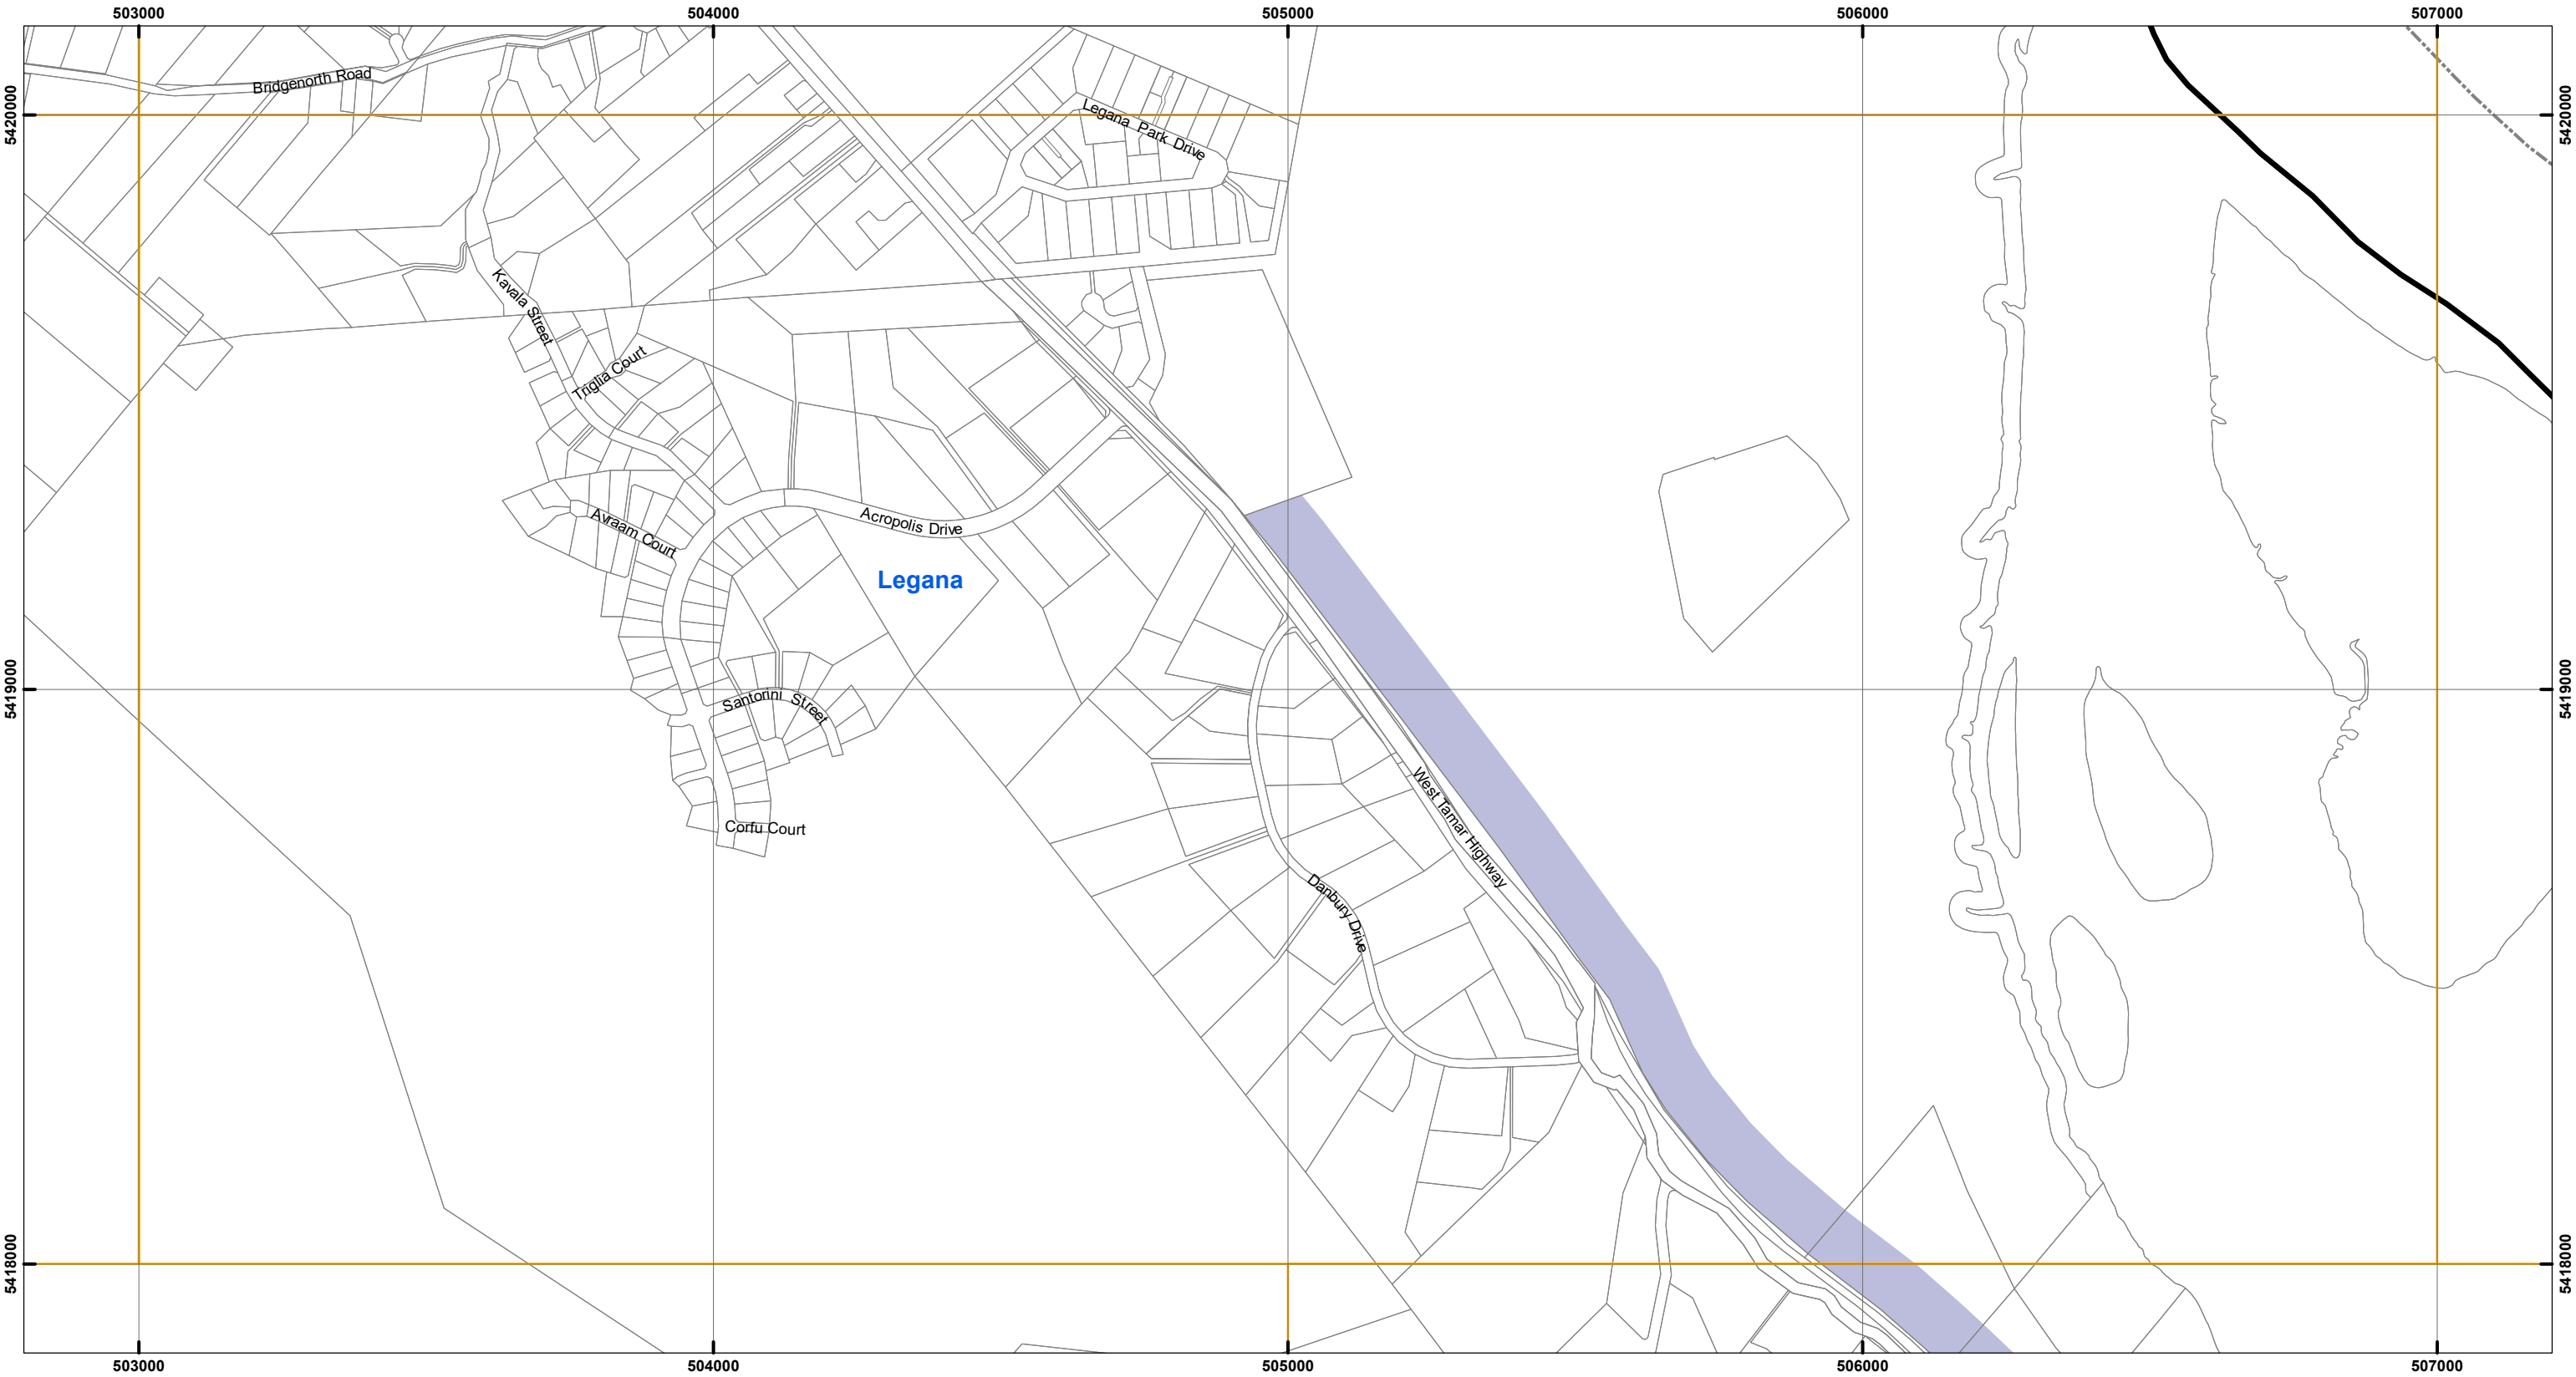 503000
504000
505000
506000
507000
5420000
5420000
Bridgenorth Road
Legana Park Drive
Kavala Street
Triglia Court
Acropolis Drive
Avraam Court
Legana
5419000
5419000
Santorini Street
West Tamar Highway
Corfu Court
Danbury Drive
5418000
5418000
503000
504000
505000
506000
507000